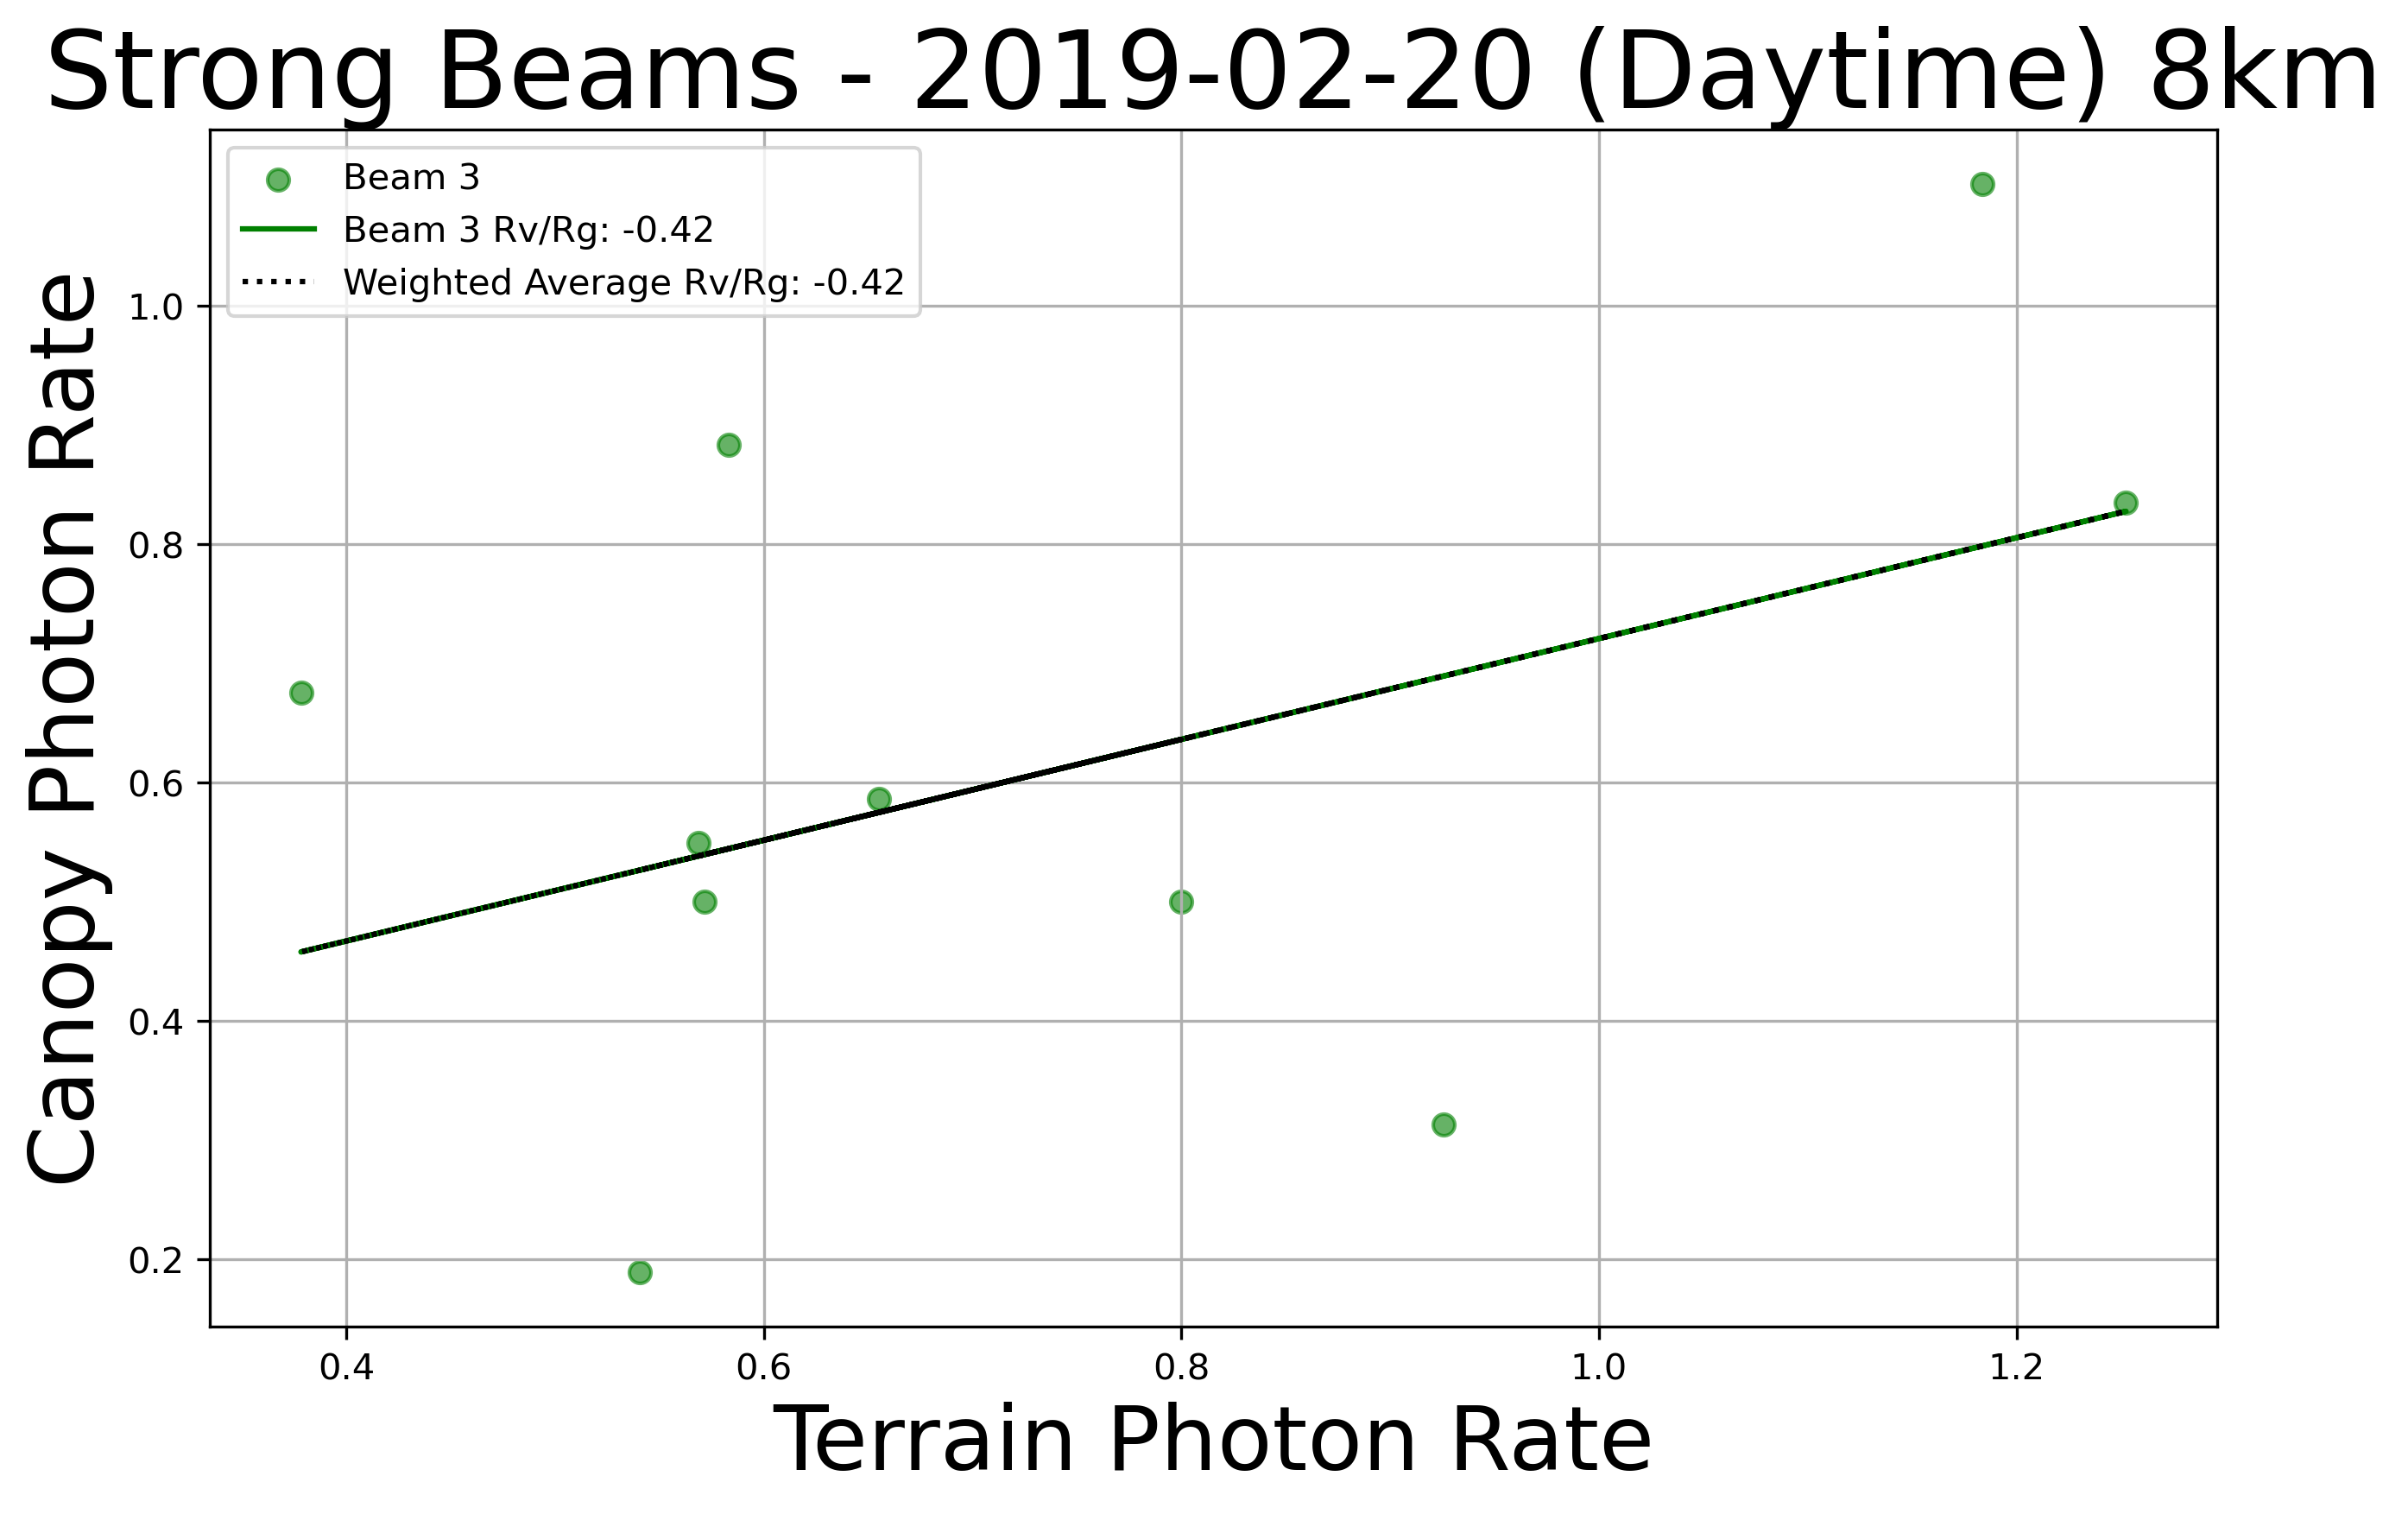 Strong Beams - 2019-02-20 (Daytime) 8km
Beam 3
Beam 3 Rv/Rg: -0.42
Weighted Average Rv/Rg: -0.42
Canopy Photon Rate
1.0
0.8
0.6
0.4
0.2
0.4 0.6 0.8 1.0 1.2
Terrain Photon Rate